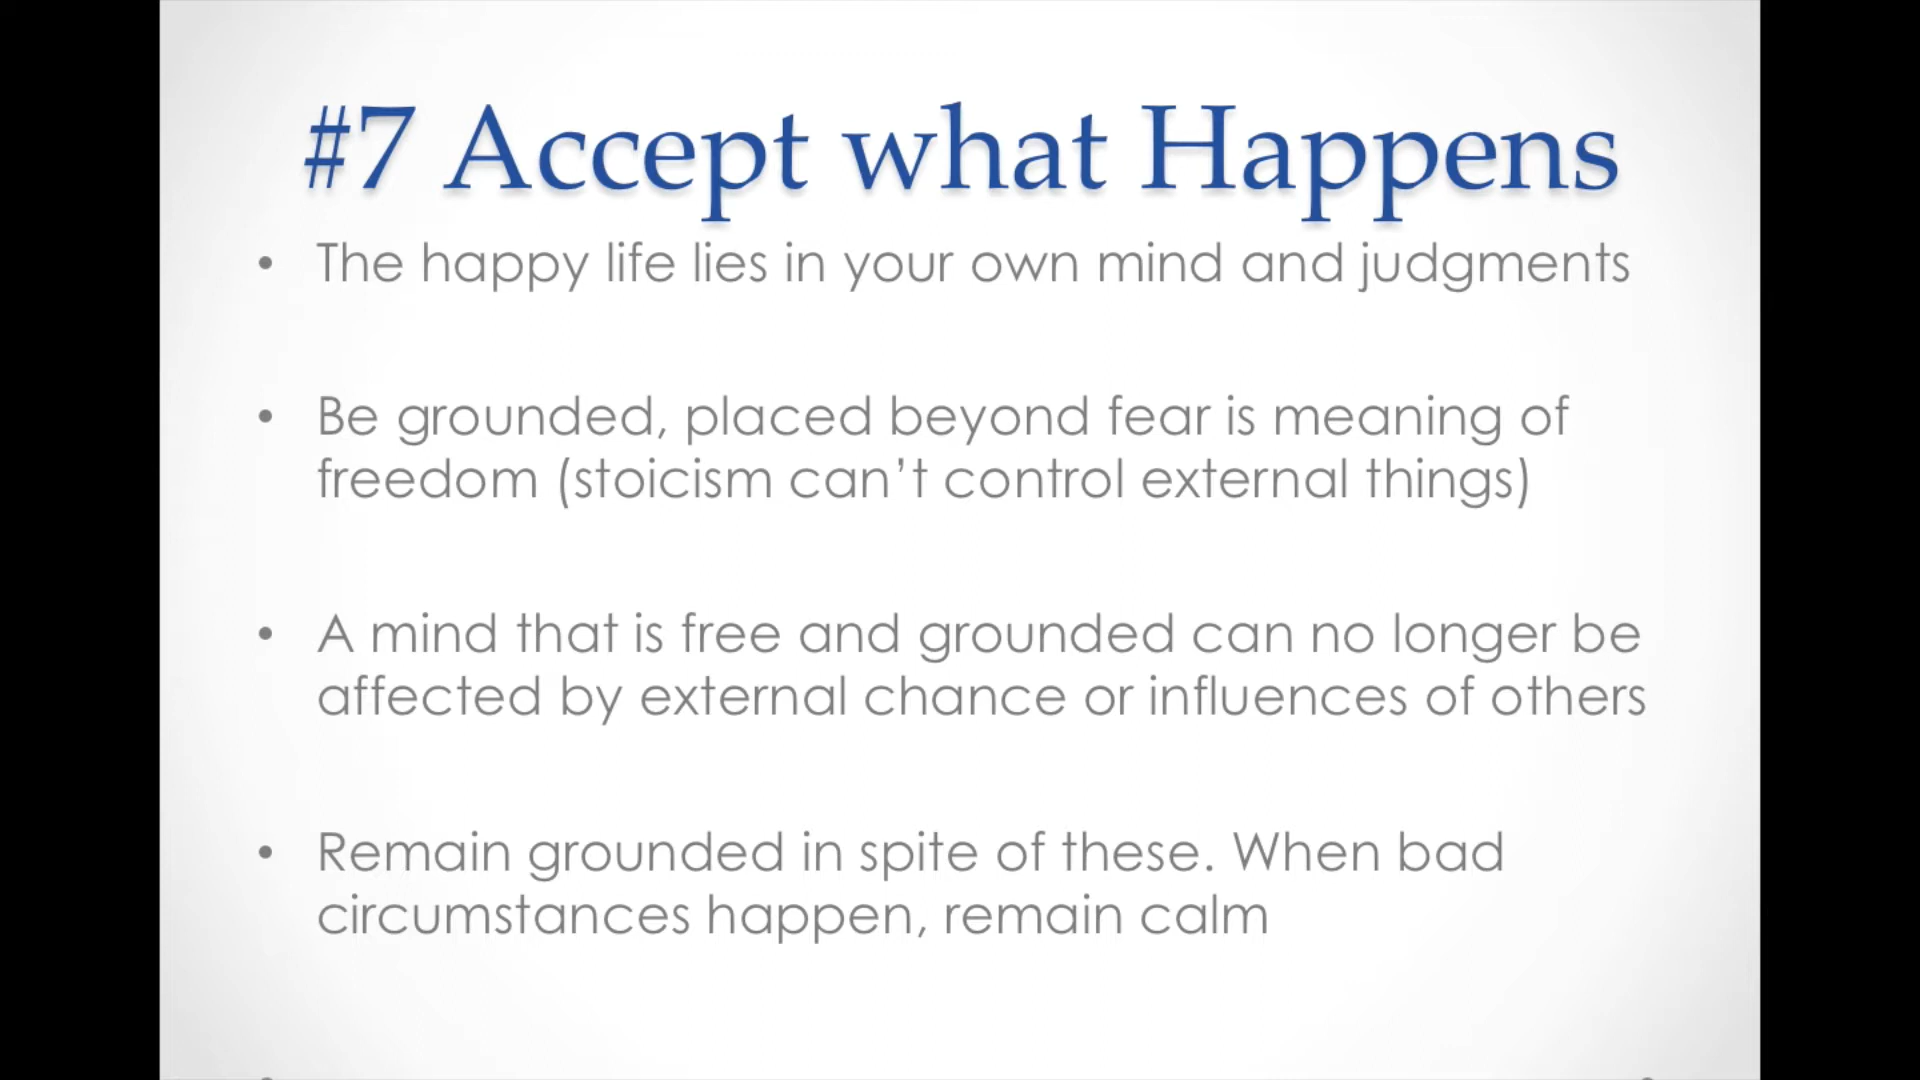 #7 Accept what Happens
• The happy life lies in your own mind and judgments
• Be grounded, placed beyond fear is meaning of
freedom (stoicism can’t control external things)
• A mind that is free and grounded can no longer be
affected by external chance or influences of others
• Remain grounded in spite of these. When bad
circumstances happen, remain calm